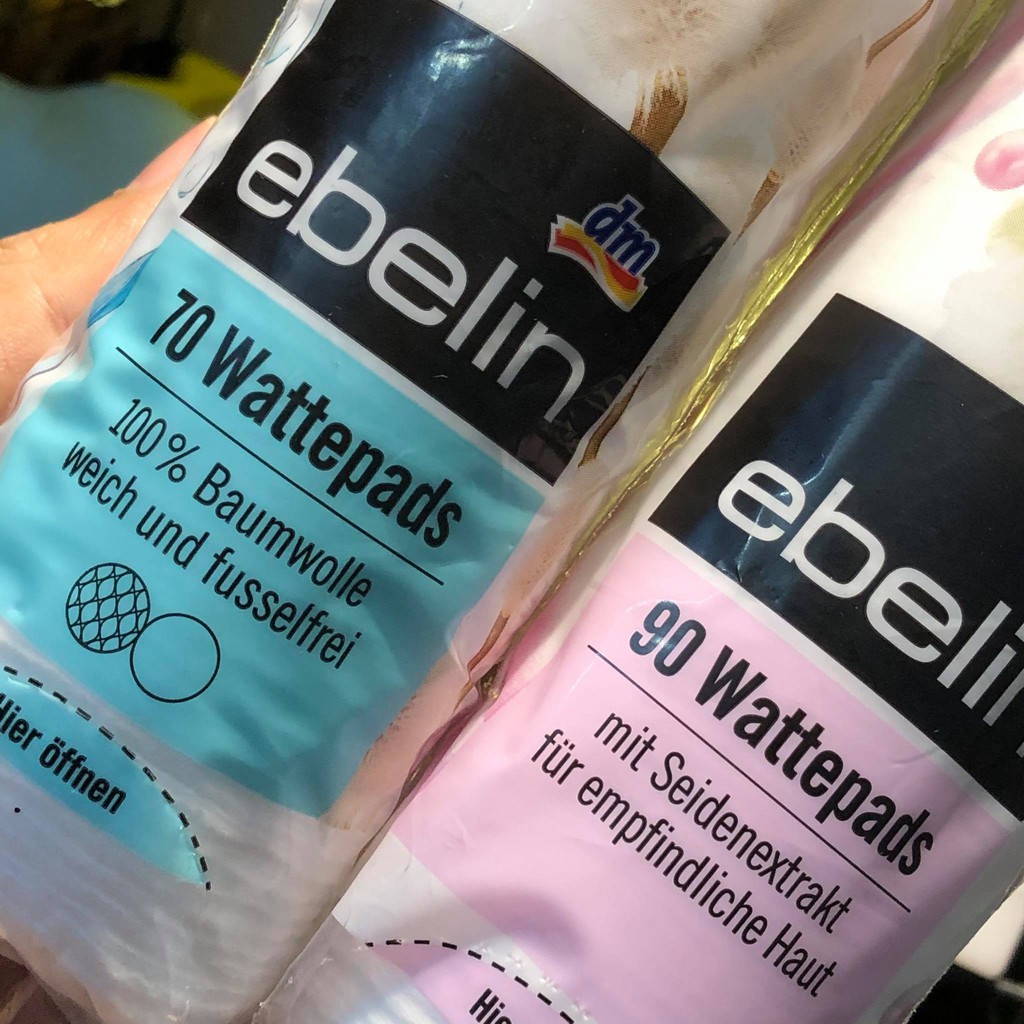 ebelin
dm
70 Wattepads
100% Baumwolle
weich und fusselfrei
Hier öffnen
ebelin
90 Wattepads
mit Seidenextrakt
für empfindliche Haut